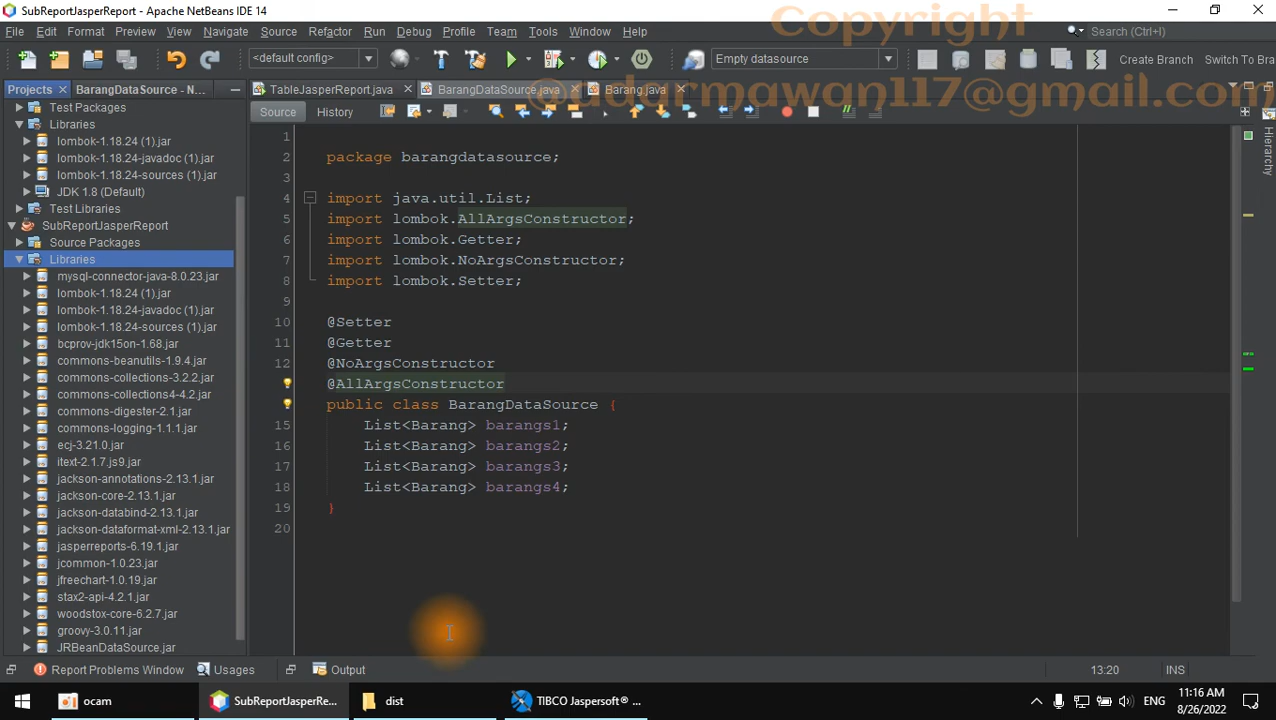 SubReportJasperReport - Apache NetBeans IDE 14
Copyright
File Edit Format Preview View Navigate Source Refactor Run Debug Profile Team Tools Window Help
Search (Ctrl+I)
<default config>
Empty datasource
Create Branch
Switch To Br
Projects
BarangDataSource - N...
TableJasperReport.java
BarangDataSource.java
Barang.java
Source
History
Hierarchy
Test Packages
Libraries
lombok-1.18.24 (1).jar
lombok-1.18.24-javadoc (1).jar
lombok-1.18.24-sources (1).jar
JDK 1.8 (Default)
Test Libraries
SubReportJasperReport
Source Packages
Libraries
mysql-connector-java-8.0.23.jar
lombok-1.18.24 (1).jar
lombok-1.18.24-javadoc (1).jar
lombok-1.18.24-sources (1).jar
bcprov-jdk15on-1.68.jar
commons-beanutils-1.9.4.jar
commons-collections-3.2.2.jar
commons-collections4-4.2.jar
commons-digester-2.1.jar
commons-logging-1.1.1.jar
ecj-3.21.0.jar
itext-2.1.7.js9.jar
jackson-annotations-2.13.1.jar
jackson-core-2.13.1.jar
jackson-databind-2.13.1.jar
jackson-dataformat-xml-2.13.1.jar
jasperreports-6.19.1.jar
jcommon-1.0.23.jar
jfreechart-1.0.19.jar
stax2-api-4.2.1.jar
woodstox-core-6.2.7.jar
groovy-3.0.11.jar
JRBeanDataSource.jar
1
2 package barangdatasource;
3
4 import java.util.List;
5 import lombok.AllArgsConstructor;
6 import lombok.Getter;
7 import lombok.NoArgsConstructor;
8 import lombok.Setter;
9
10 @Setter
11 @Getter
12 @NoArgsConstructor
@AllArgsConstructor
public class BarangDataSource {
15 List<Barang> barangs1;
16 List<Barang> barangs2;
17 List<Barang> barangs3;
18 List<Barang> barangs4;
19 }
20
Report Problems Window
Usages
Output
13:20
INS
ocam
SubReportJasperRe...
dist
TIBCO Jaspersoft® ...
ENG
11:16 AM
8/26/2022